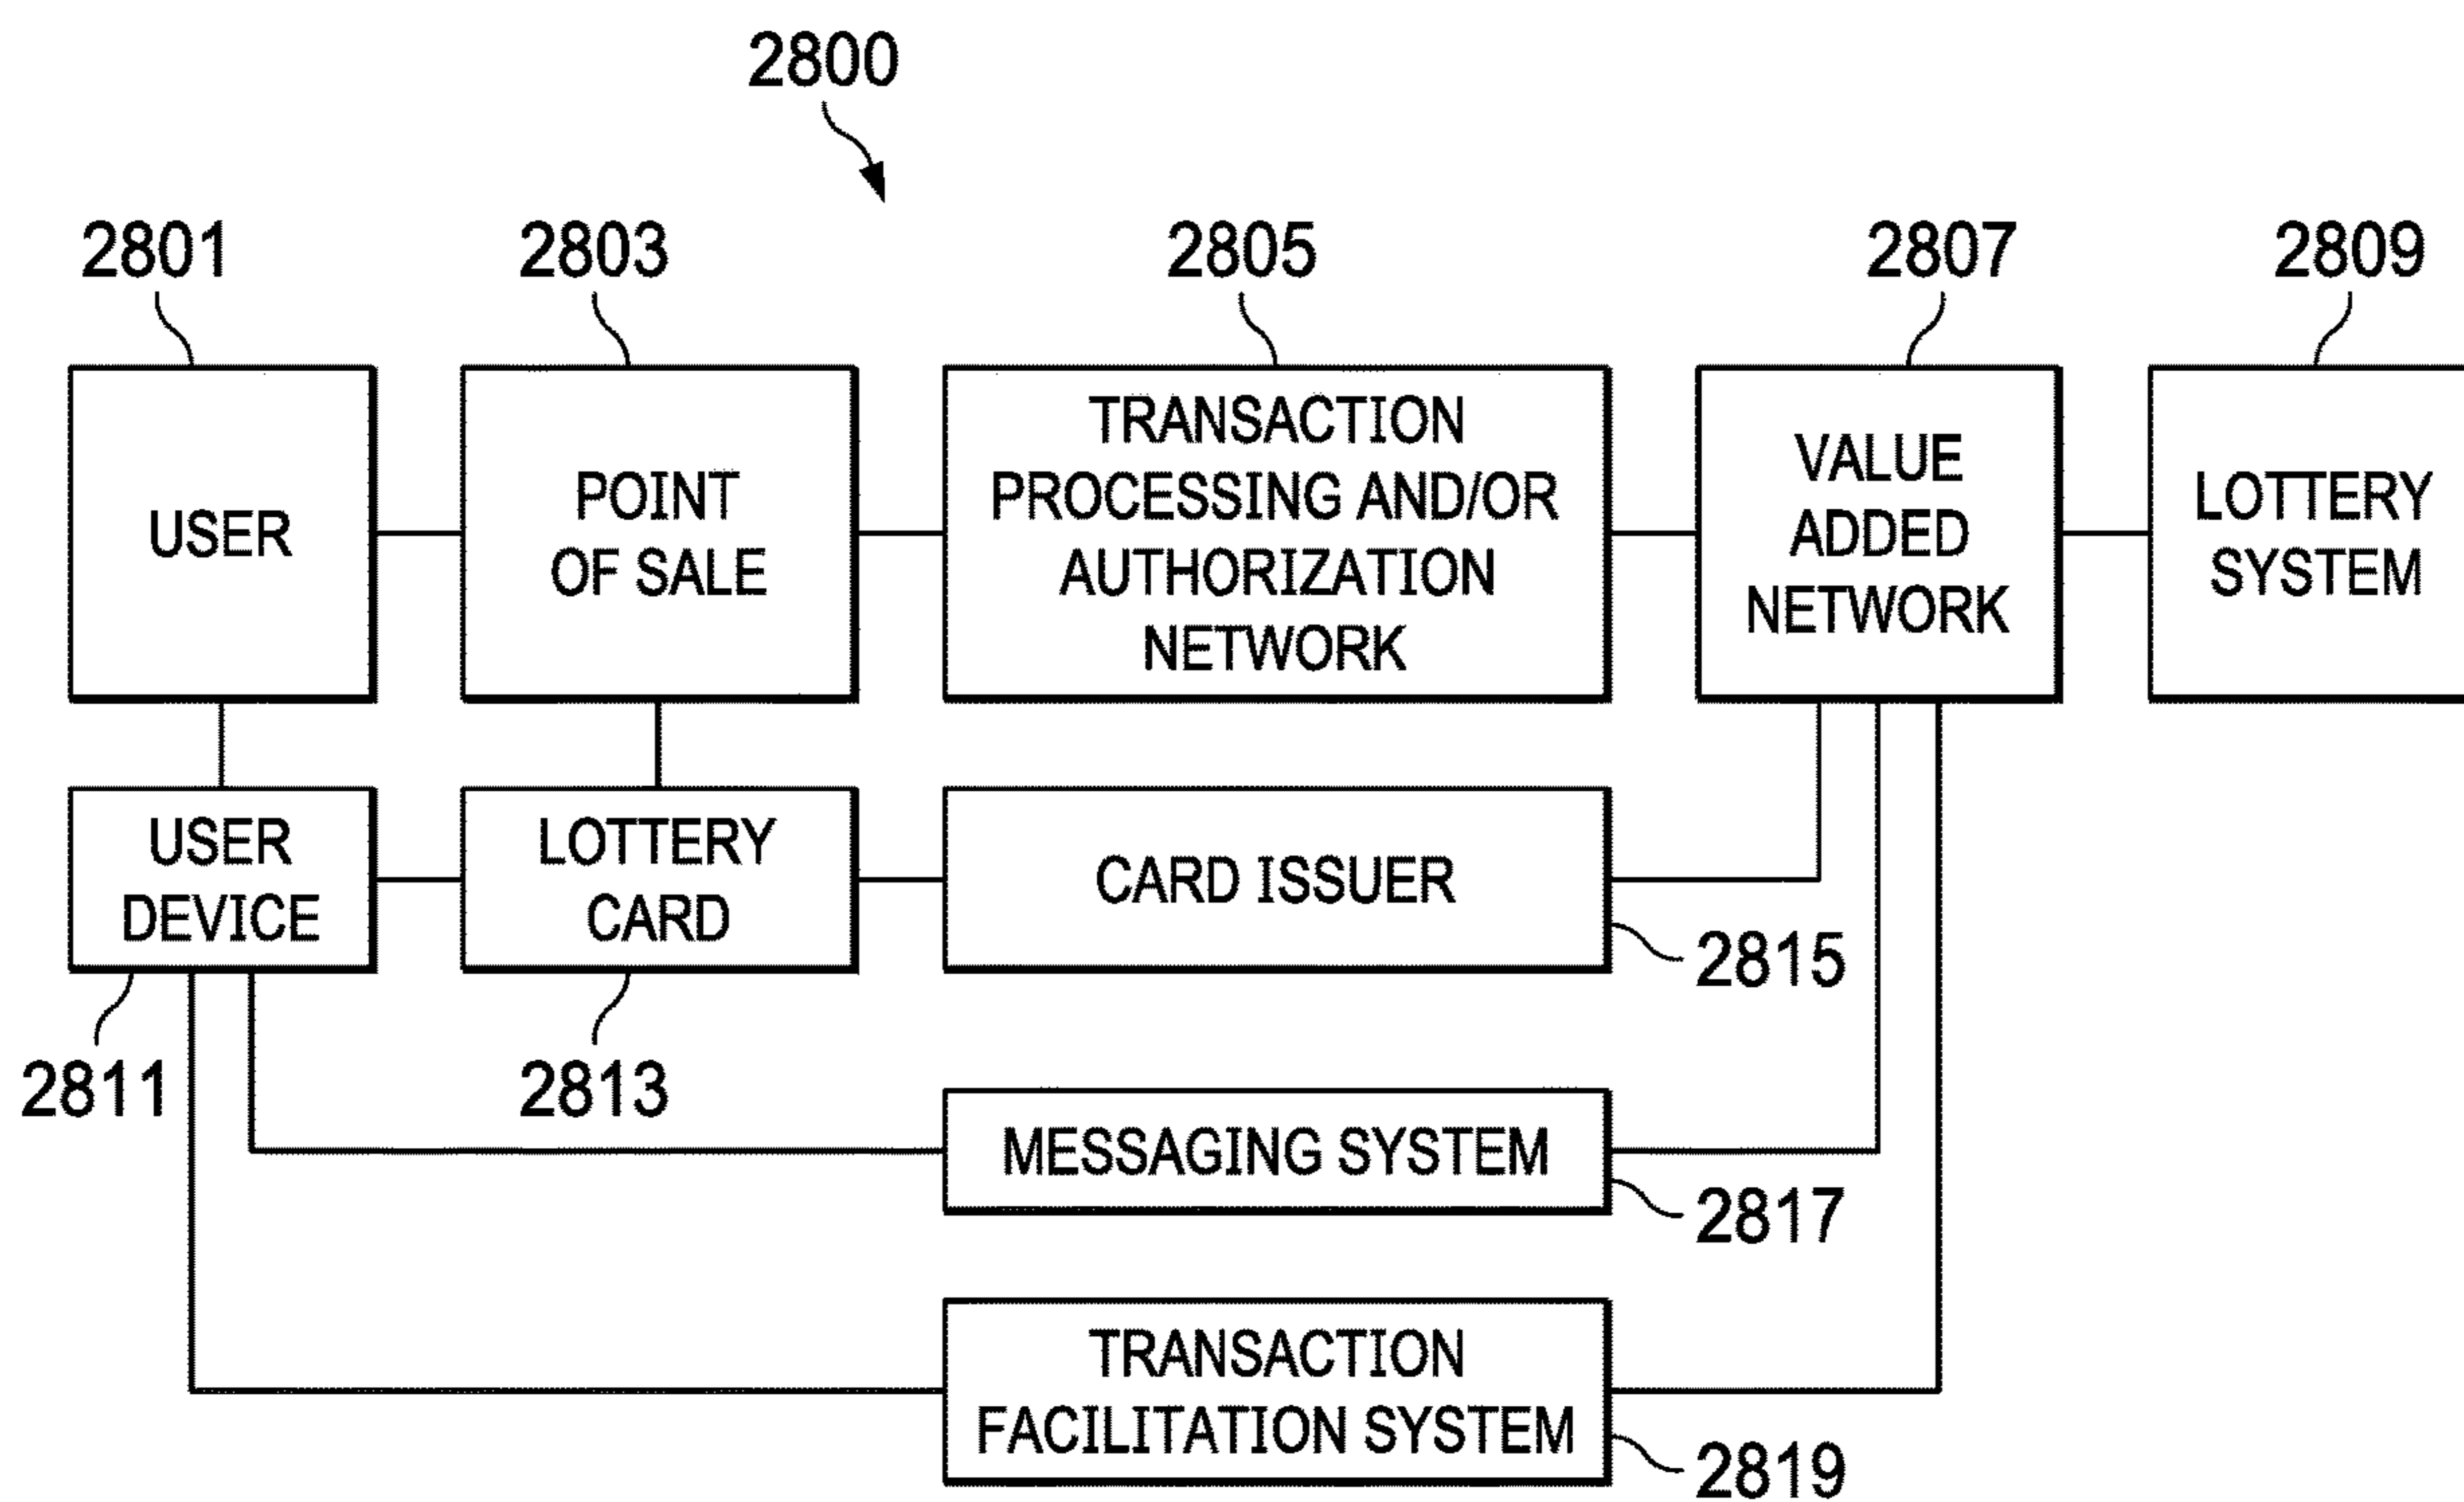 2800
2801
2803
2805
2807
2809
USER
POINT
OF SALE
TRANSACTION
PROCESSING AND/OR
AUTHORIZATION
NETWORK
VALUE
ADDED
NETWORK
LOTTERY
SYSTEM
USER
DEVICE
LOTTERY
CARD
CARD ISSUER
2815
2811
2813
MESSAGING SYSTEM
2817
TRANSACTION
FACILITATION SYSTEM
2819